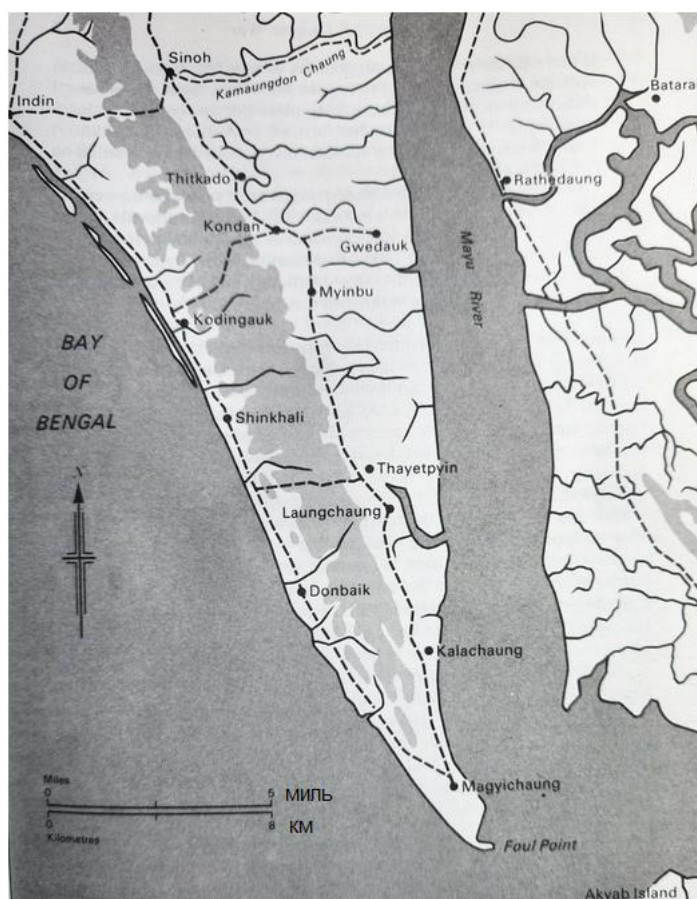 Sinoh
Kamaungdon Chaung
Indin
Batara
Thitkado
Rathedaung
Kondan
Gwedauk
Mayu
River
Myinbu
Kodingauk
BAY
OF
BENGAL
Shinkhali
Thayetpyin
Laungchaung
Donbaik
Kalachaung
Miles
0 5 МИЛЬ
0 8 КМ
Kilometres
Magyichaung
Foul Point
Akyab Island